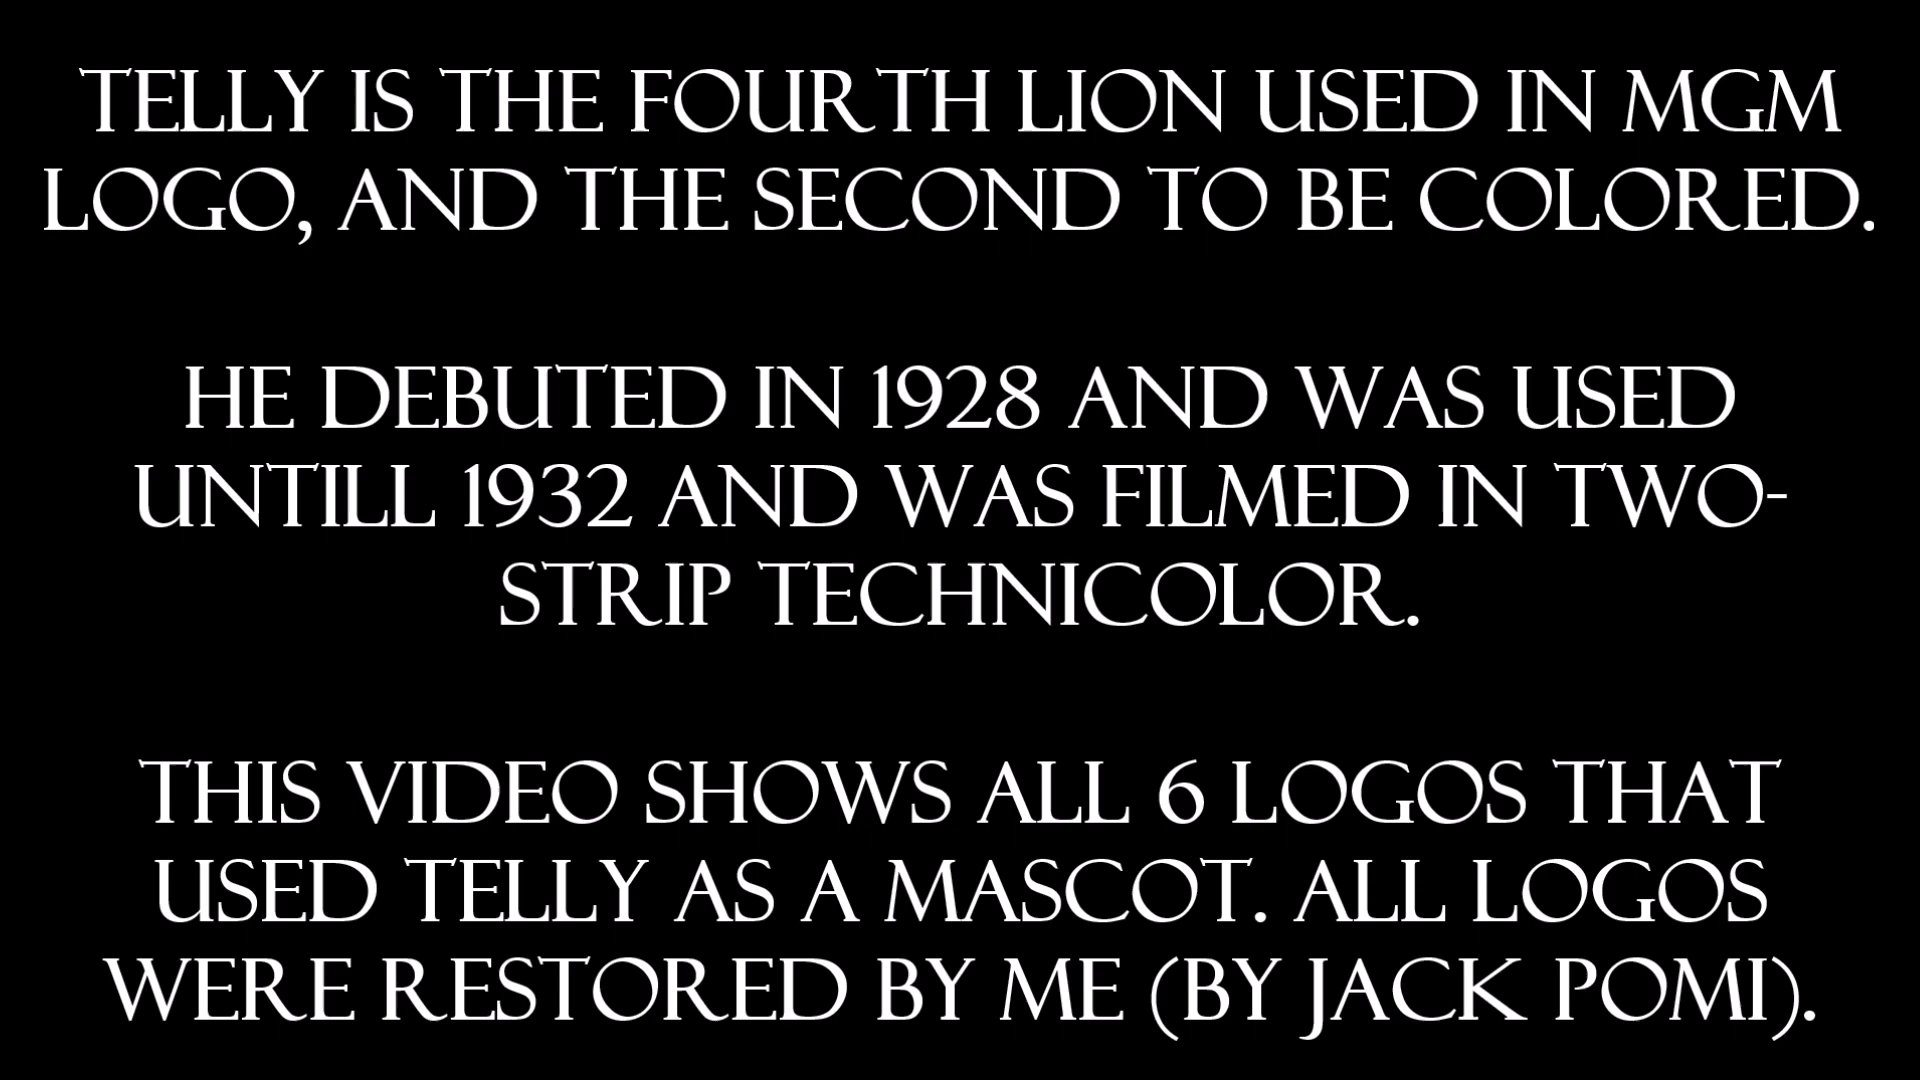 TELLY IS THE FOURTH LION USED IN MGM
LOGO, AND THE SECOND TO BE COLORED.
HE DEBUTED IN 1928 AND WAS USED
UNTILL 1932 AND WAS FILMED IN TWO-
STRIP TECHNICOLOR.
THIS VIDEO SHOWS ALL 6 LOGOS THAT
USED TELLY AS A MASCOT. ALL LOGOS
WERE RESTORED BY ME (BY JACK POMI).